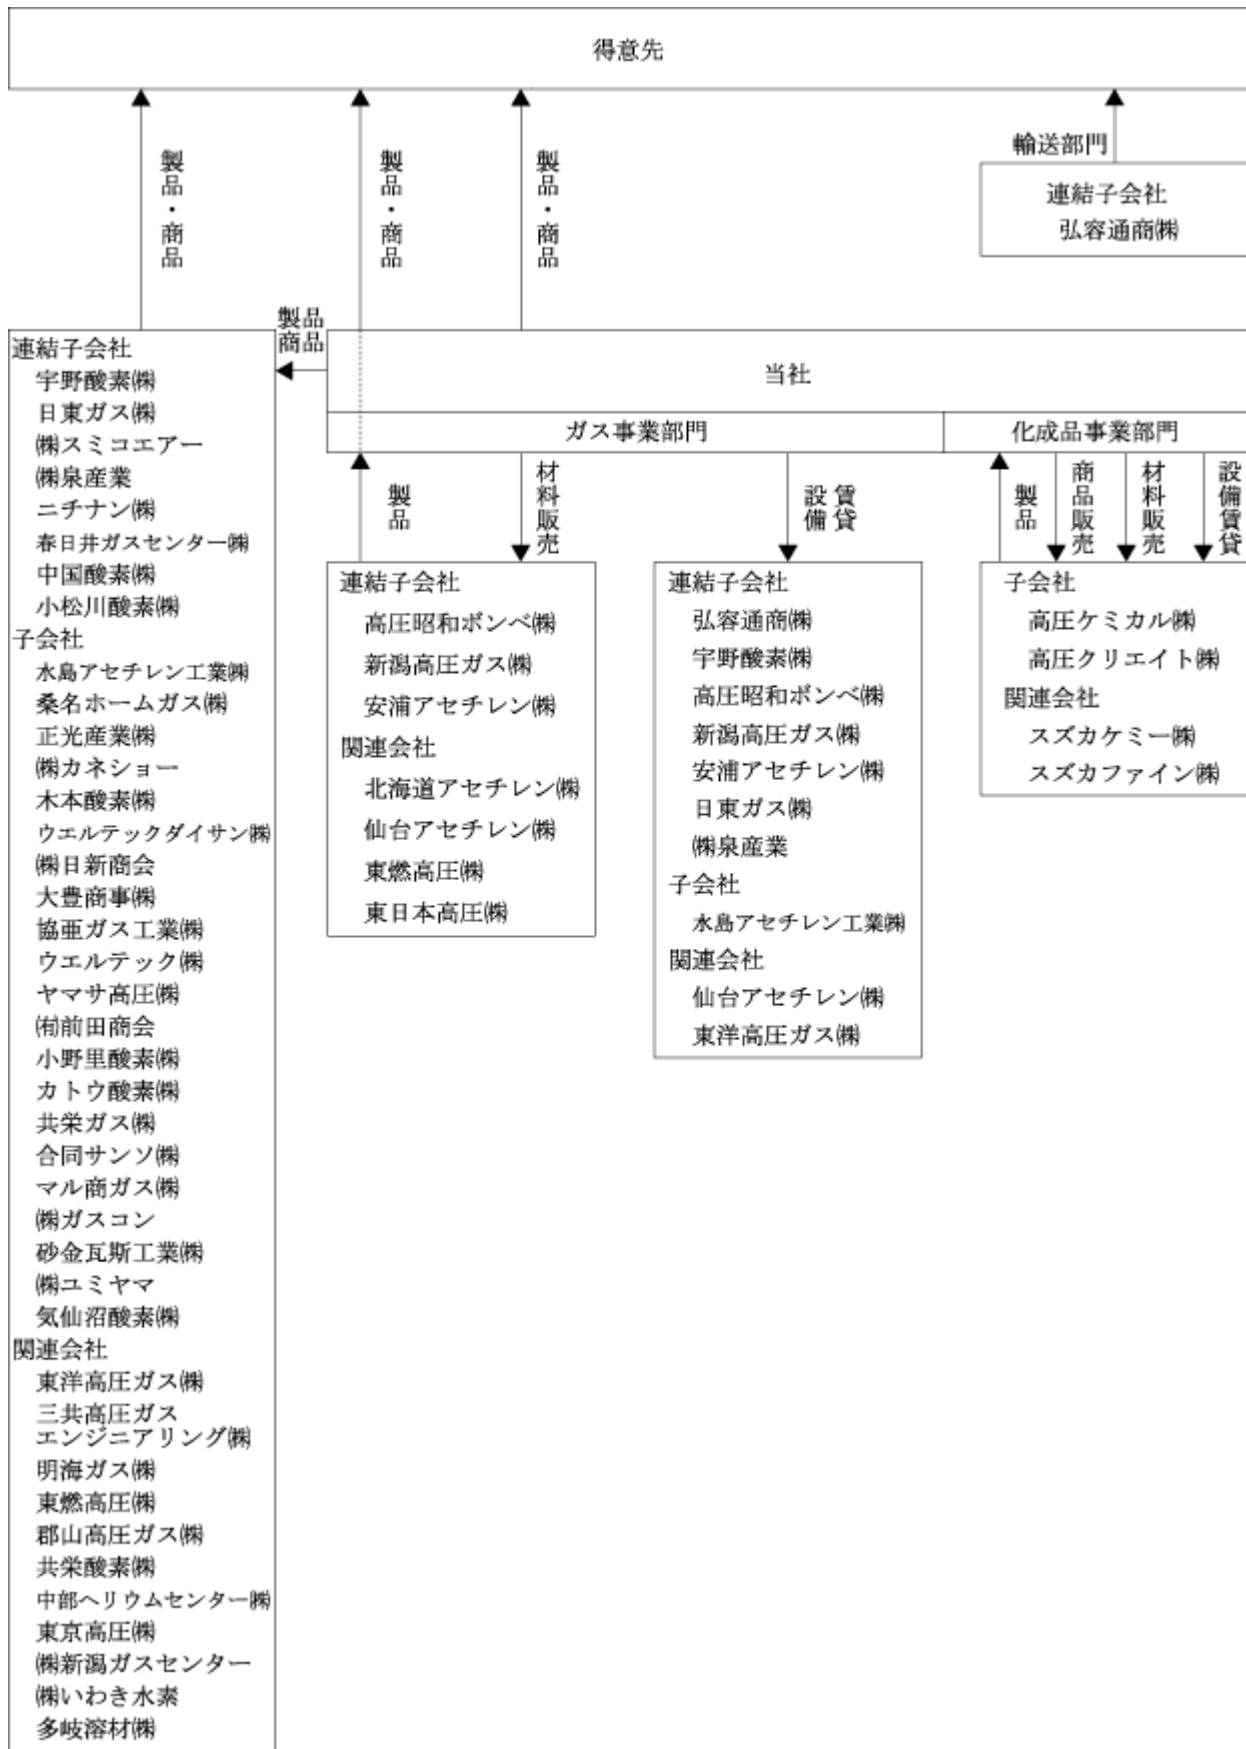 得意先
製品・商品
製品・商品
製品・商品
輸送部門
連結子会社
弘容通商㈱
連結子会社
宇野酸素㈱
日東ガス㈱
㈱スミコエアー
㈱泉産業
ニチナン㈱
春日井ガスセンター㈱
中国酸素㈱
小松川酸素㈱
子会社
水島アセチレン工業㈱
桑名ホームガス㈱
正光産業㈱
㈱カネショー
木本酸素㈱
ウエルテックダイサン㈱
㈱日新商会
大豊商事㈱
協亜ガス工業㈱
ウエルテック㈱
ヤマサ高圧㈱
㈲前田商会
小野里酸素㈱
カトウ酸素㈱
共栄ガス㈱
合同サンソ㈱
マル商ガス㈱
㈱ガスコン
砂金瓦斯工業㈱
㈱ユミヤマ
気仙沼酸素㈱
関連会社
東洋高圧ガス㈱
三共高圧ガス
エンジニアリング㈱
明海ガス㈱
東燃高圧㈱
郡山高圧ガス㈱
共栄酸素㈱
中部ヘリウムセンター㈱
東京高圧㈱
㈱新潟ガスセンター
㈱いわき水素
多岐溶材㈱
製品
商品
当社
ガス事業部門
化成品事業部門
製品
材料販売
設備
賃貸
製品
商品販売
材料販売
設備賃貸
連結子会社
高圧昭和ボンベ㈱
新潟高圧ガス㈱
安浦アセチレン㈱
関連会社
北海道アセチレン㈱
仙台アセチレン㈱
東燃高圧㈱
東日本高圧㈱
連結子会社
弘容通商㈱
宇野酸素㈱
高圧昭和ボンベ㈱
新潟高圧ガス㈱
安浦アセチレン㈱
日東ガス㈱
㈱泉産業
子会社
水島アセチレン工業㈱
関連会社
仙台アセチレン㈱
東洋高圧ガス㈱
子会社
高圧ケミカル㈱
高圧クリエイト㈱
関連会社
スズカケミー㈱
スズカファイン㈱